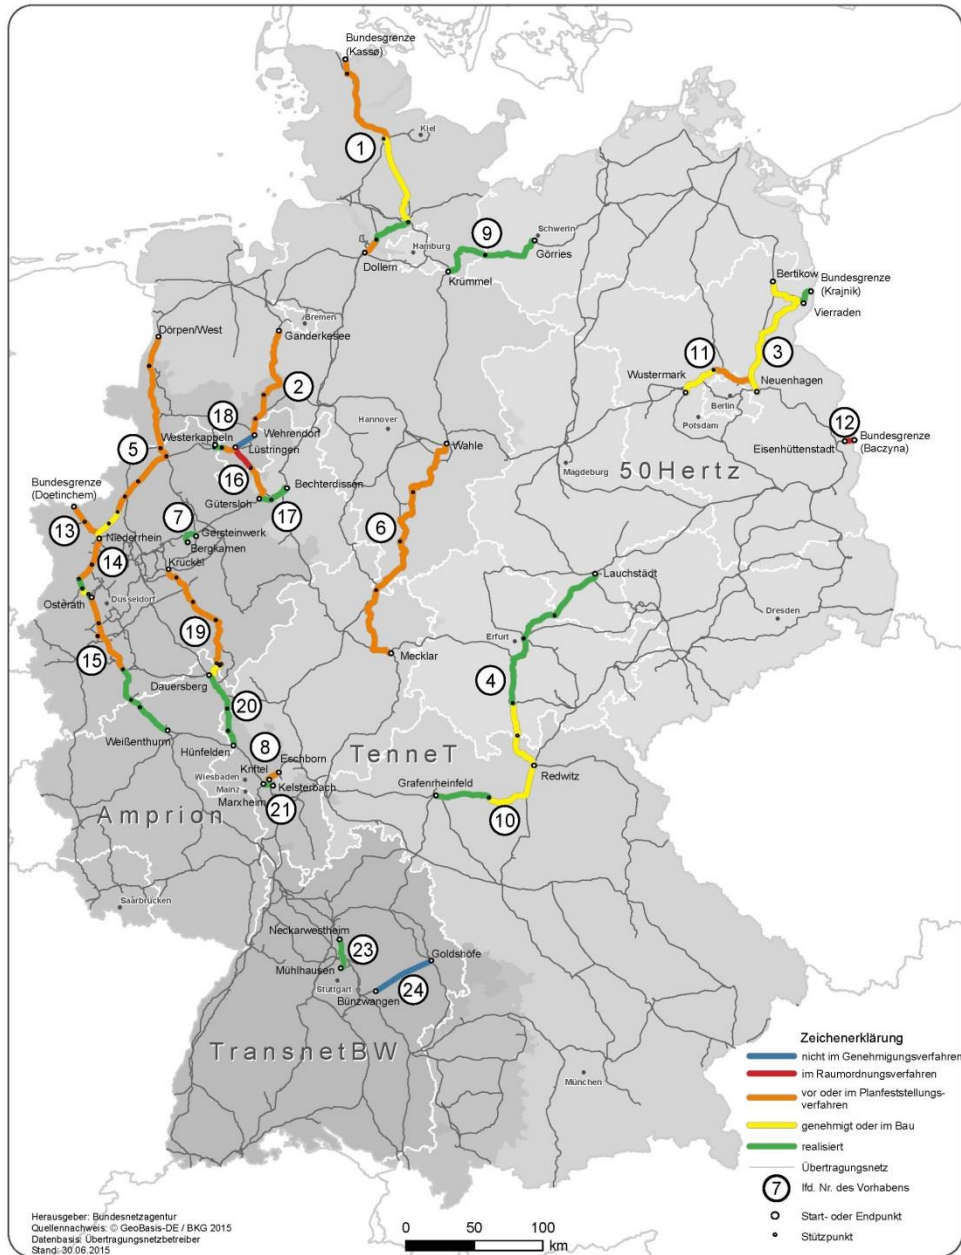 Bundesgrenze
(Kassø)
Kiel
1
9
Schwerin
Görries
Hamburg
Dollern
Krümmel
Bertikow
Bundesgrenze
(Krajnik)
Vierraden
Bremen
Ganderkesee
Dörpen/West
2
11
3
Wustermark
Neuenhagen
Berlin
Potsdam
18
Hannover
Westerkappeln
Wehrendorf
Lüstringen
Wahle
12
Bundesgrenze
(Baczyna)
Eisenhüttenstadt
5
Magdeburg
50Hertz
16
Bechterdissen
Bundesgrenze
(Doetinchem)
Gütersloh
17
13
7
6
Gersteinwerk
Niederrhein
Bergkamen
14
Kruckel
Lauchstädt
Osterath
Düsseldorf
Dresden
19
Erfurt
15
Mecklar
Dauersberg
4
20
Weißenthurm
Hünfelden
8
TenneT
Eschborn
Kriftel
Redwitz
Wiesbaden
Grafenrheinfeld
Kelsterbach
Mainz
Marxheim
21
10
Amprion
Saarbrücken
Neckarwestheim
23
Goldshöfe
Mühlhausen
Stuttgart
24
Bünzwangen
TransnetBW
München
Zeichenerklärung
nicht im Genehmigungsverfahren
im Raumordnungsverfahren
vor oder im Planfeststellungs-
verfahren
genehmigt oder im Bau
realisiert
Übertragungsnetz
7 lfd. Nr. des Vorhabens
Start- oder Endpunkt
Stützpunkt
Herausgeber: Bundesnetzagentur
Quellennachweis: © GeoBasis-DE / BKG 2015
Datenbasis: Übertragungsnetzbetreiber
Stand: 30.06.2015
0 50 100
km